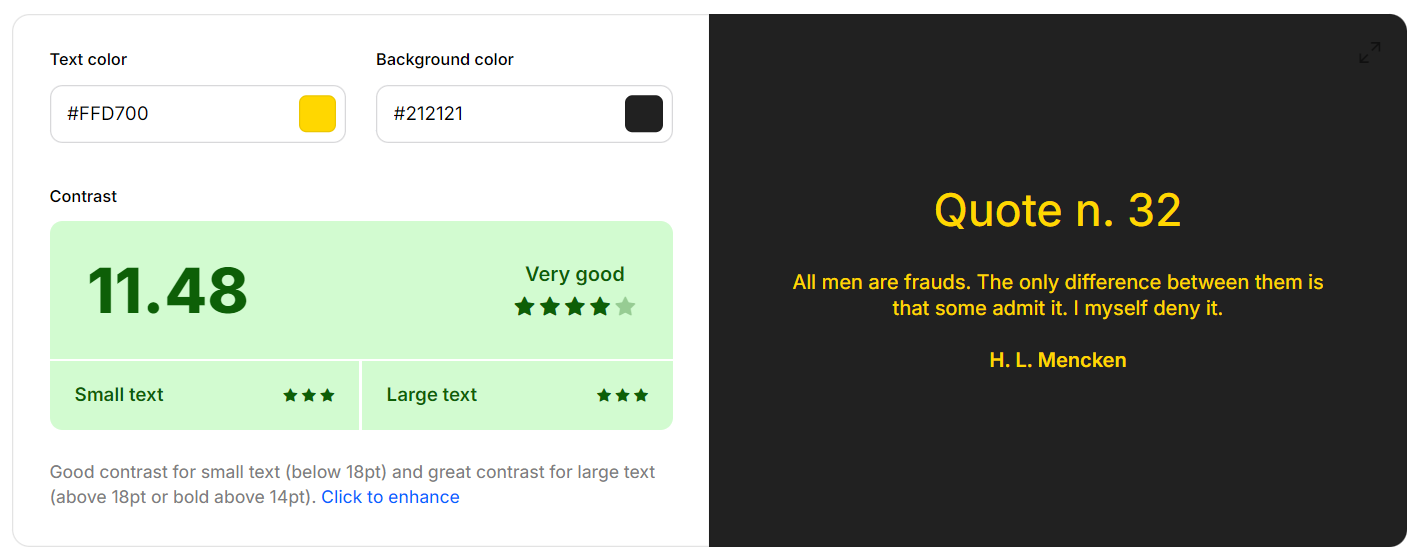 Text color
Background color
#FFD700
#212121
Contrast
11.48
Very good
Small text
Large text
Good contrast for small text (below 18pt) and great contrast for large text
(above 18pt or bold above 14pt). Click to enhance
Quote n. 32
All men are frauds. The only difference between them is
that some admit it. I myself deny it.
H. L. Mencken